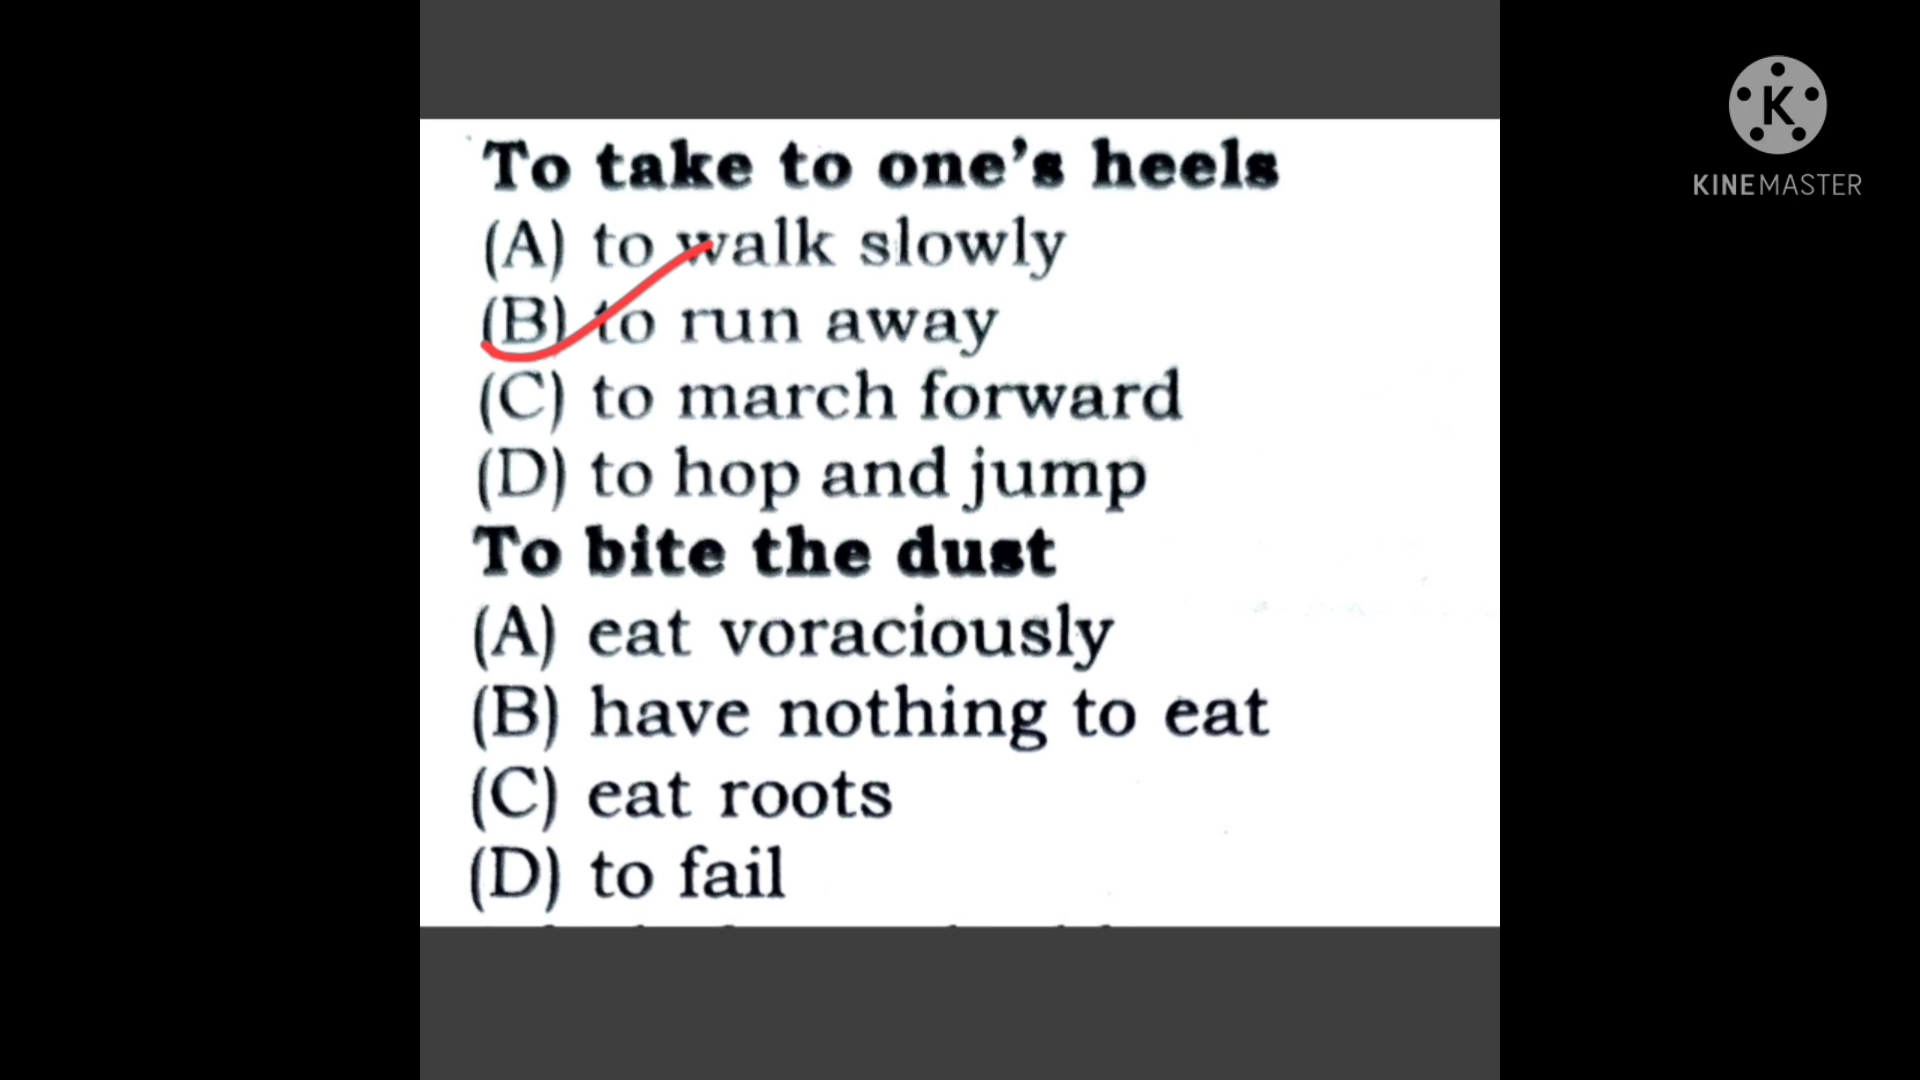 To take to one's heels
(A) to walk slowly
(B) to run away
(C) to march forward
(D) to hop and jump
To bite the dust
(A) eat voraciously
(B) have nothing to eat
(C) eat roots
(D) to fail
K
KINEMASTER